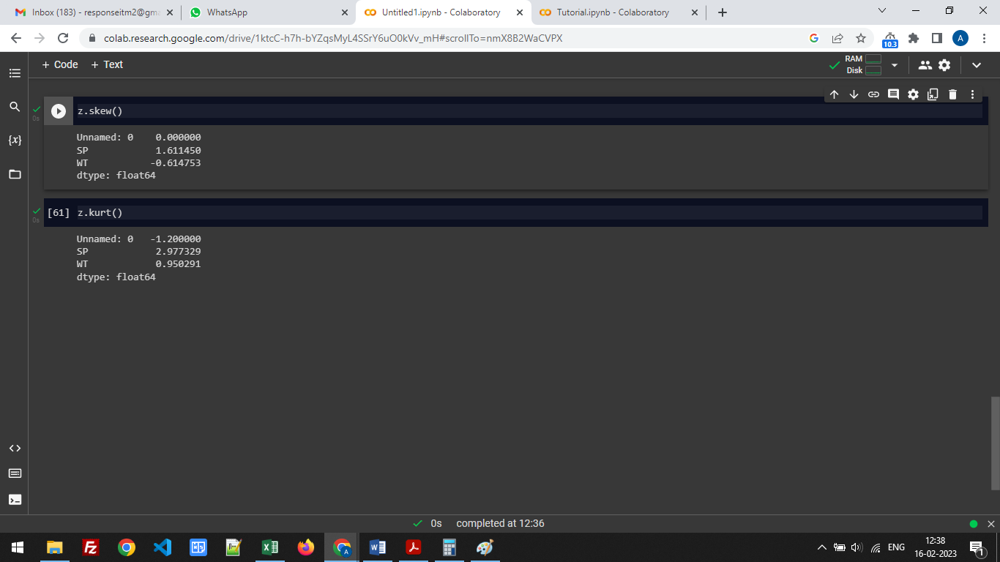 Inbox (183) - responseitm2@gma
WhatsApp
Untitled1.ipynb - Colaboratory
Tutorial.ipynb - Colaboratory
colab.research.google.com/drive/1ktcC-h7h-bYZqsMyL4SSrY6uO0kVv_mH#scrollTo=nmX8B2WaCVPX
10.3
A
+ Code + Text
RAM
Disk
{x}
0s
z.skew()
Unnamed: 0 0.000000
SP 1.611450
WT -0.614753
dtype: float64
0s
[61] z.kurt()
Unnamed: 0 -1.200000
SP 2.977329
WT 0.950291
dtype: float64
0s completed at 12:36
ENG
12:38
16-02-2023
1